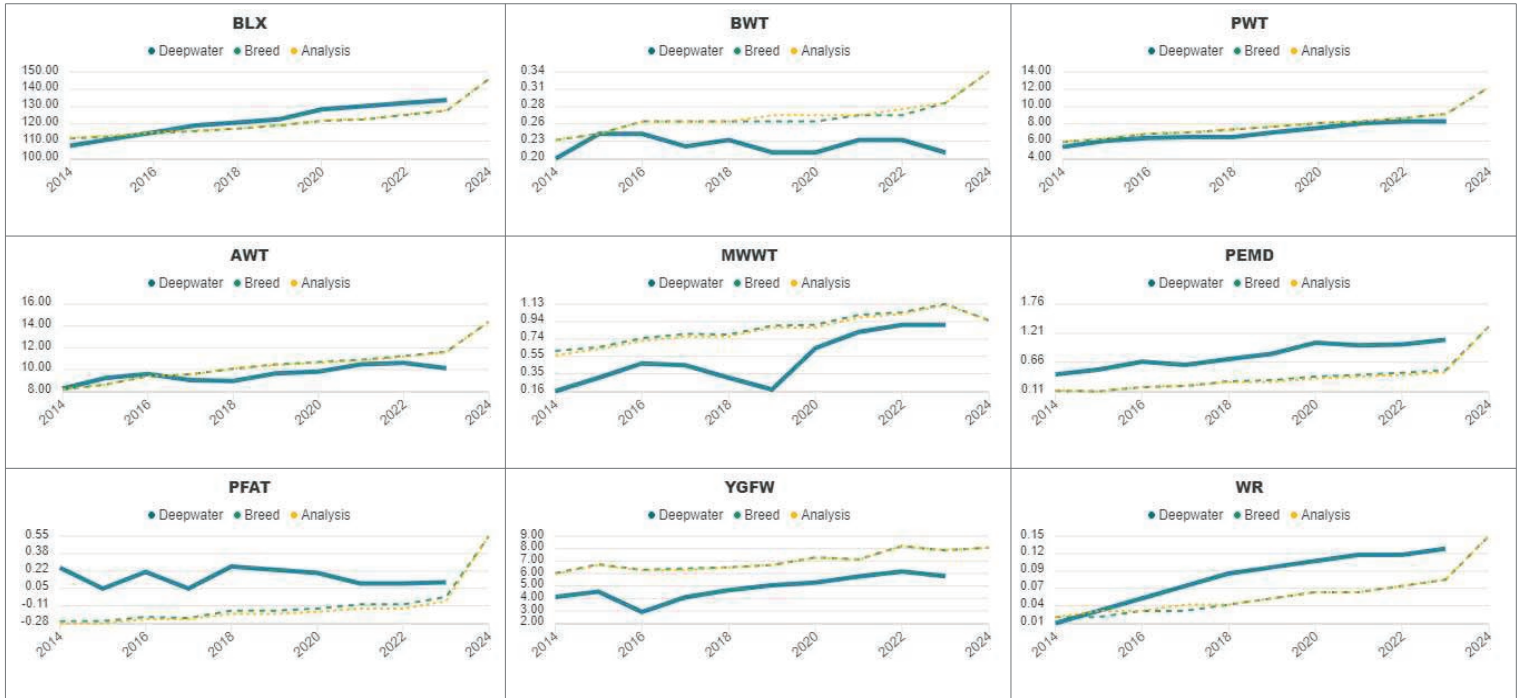 BLX
Deepwater Breed Analysis
150.00
140.00
130.00
120.00
110.00
100.00
2014 2016 2018 2020 2022 2024
BWT
Deepwater Breed Analysis
0.34
0.31
0.28
0.26
0.23
0.20
2014 2016 2018 2020 2022 2024
PWT
Deepwater Breed Analysis
14.00
12.00
10.00
8.00
6.00
4.00
2014 2016 2018 2020 2022 2024
AWT
Deepwater Breed Analysis
16.00
14.00
12.00
10.00
8.00
2014 2016 2018 2020 2022 2024
MWWT
Deepwater Breed Analysis
1.13
0.94
0.74
0.55
0.35
0.16
2014 2016 2018 2020 2022 2024
PEMD
Deepwater Breed Analysis
1.76
1.21
0.66
0.11
2014 2016 2018 2020 2022 2024
PFAT
Deepwater Breed Analysis
0.55
0.38
0.22
0.05
-0.11
-0.28
2014 2016 2018 2020 2022 2024
YGFW
Deepwater Breed Analysis
9.00
8.00
7.00
6.00
5.00
4.00
3.00
2.00
2014 2016 2018 2020 2022 2024
WR
Deepwater Breed Analysis
0.15
0.12
0.09
0.07
0.04
0.01
2014 2016 2018 2020 2022 2024